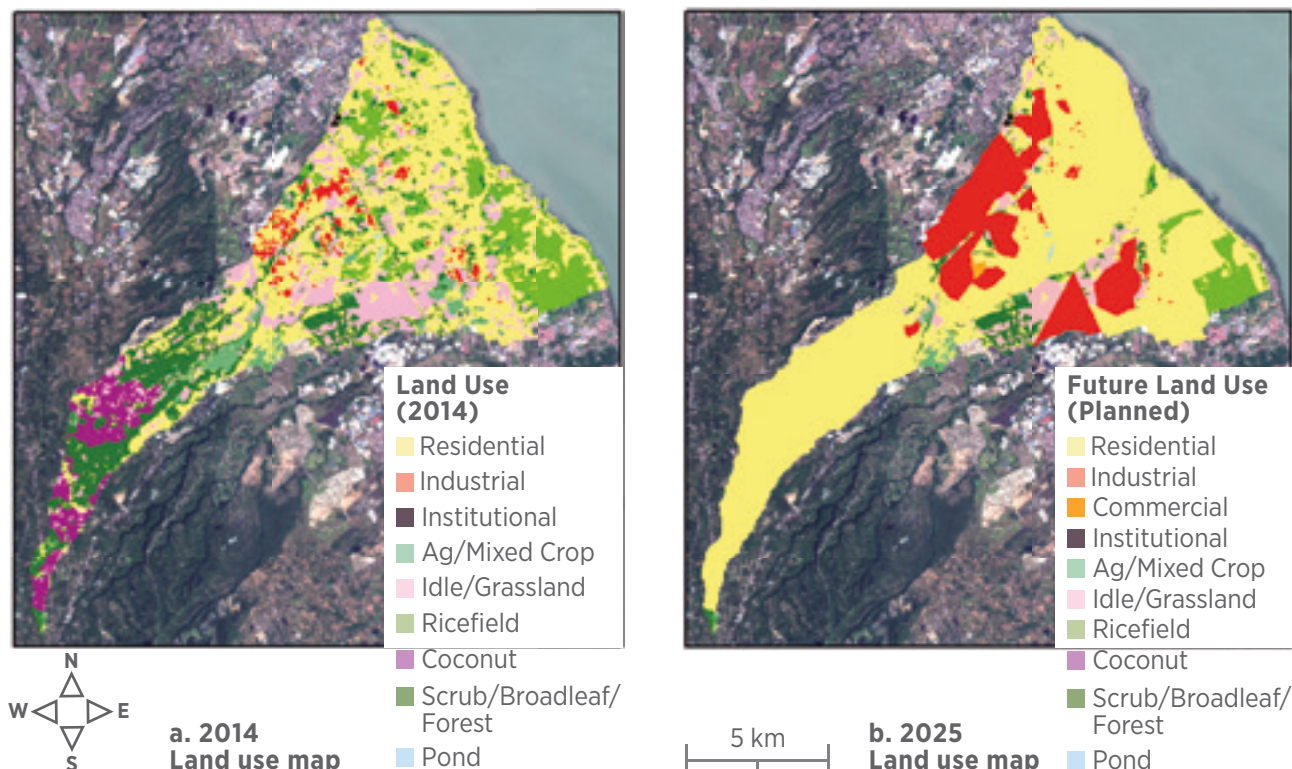 Land Use
(2014)
Residential
Industrial
Institutional
Ag/Mixed Crop
Idle/Grassland
Ricefield
Coconut
Scrub/Broadleaf/
Forest
Pond
N
W
E
S
a. 2014
Land use map
Future Land Use
(Planned)
Residential
Industrial
Commercial
Institutional
Ag/Mixed Crop
Idle/Grassland
Ricefield
Coconut
Scrub/Broadleaf/
Forest
Pond
5 km
b. 2025
Land use map